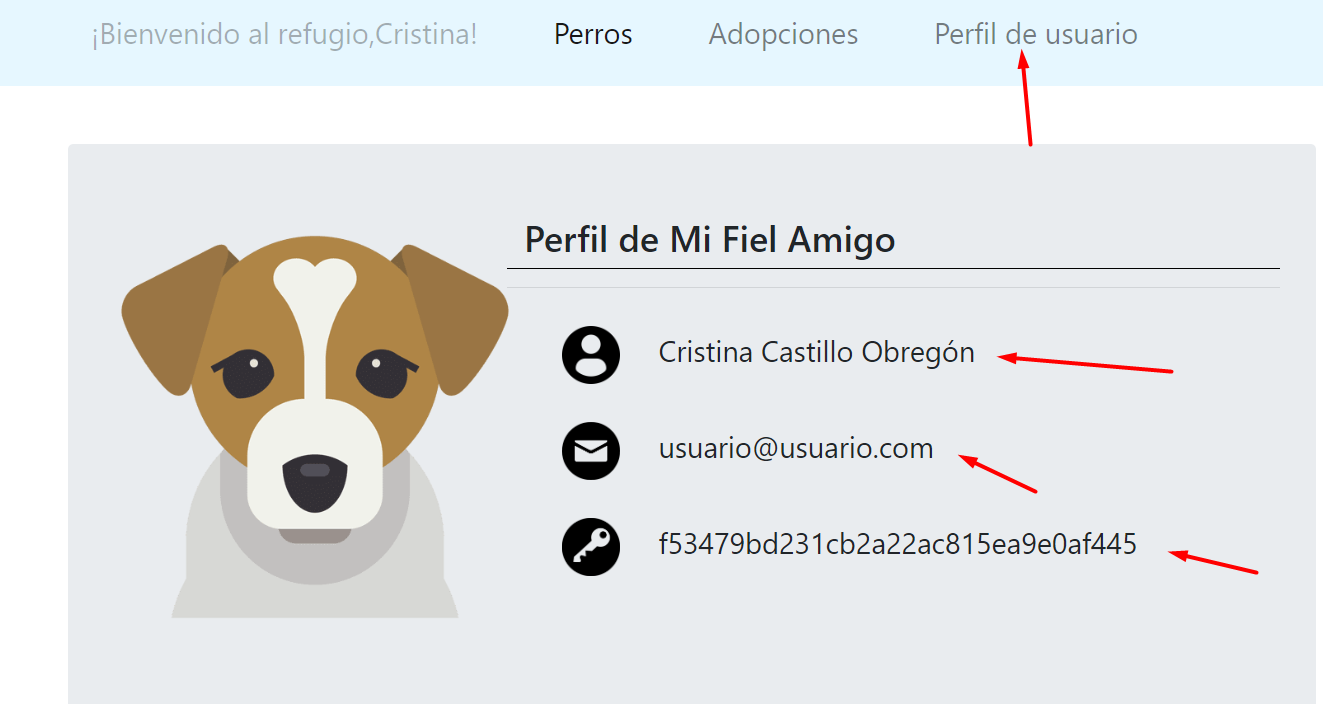 ¡Bienvenido al refugio,Cristina! Perros Adopciones Perfil de usuario
Perfil de Mi Fiel Amigo
Cristina Castillo Obregón
usuario@usuario.com
f53479bd231cb2a22ac815ea9e0af445